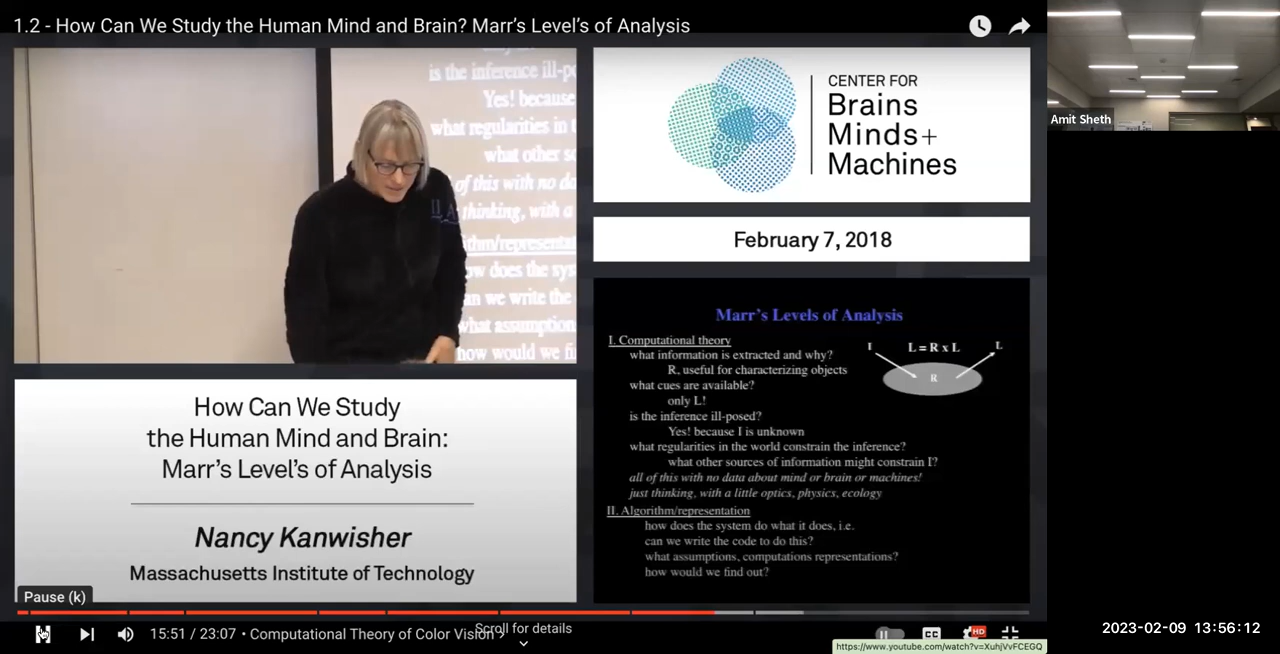 1.2 - How Can We Study the Human Mind and Brain? Marr's Level's of Analysis
is the inference ill-po
Yes! because
what regularities in t
what other so
of this with no da
thinking, with a
ithm/representat
ow does the sys
an we write the
what assumption
how would we fi
CENTER FOR
Brains
Minds+
Machines
February 7, 2018
How Can We Study
the Human Mind and Brain:
Marr's Level's of Analysis
Nancy Kanwisher
Massachusetts Institute of Technology
Marr's Levels of Analysis
I. Computational theory
what information is extracted and why?
R, useful for characterizing objects
what cues are available?
only L!
is the inference ill-posed?
Yes! because I is unknown
what regularities in the world constrain the inference?
what other sources of information might constrain I?
all of this with no data about mind or brain or machines!
just thinking, with a little optics, physics, ecology
II. Algorithm/representation
how does the system do what it does, i.e.
can we write the code to do this?
what assumptions, computations representations?
how would we find out?
I L = R x L L
R
Amit Sheth
Pause (k)
15:51 / 23:07 • Computational Theory of Color Vision
Scroll for details
CC
HD
https://www.youtube.com/watch?v=XuhjVvFCEGQ
2023-02-09 13:56:12